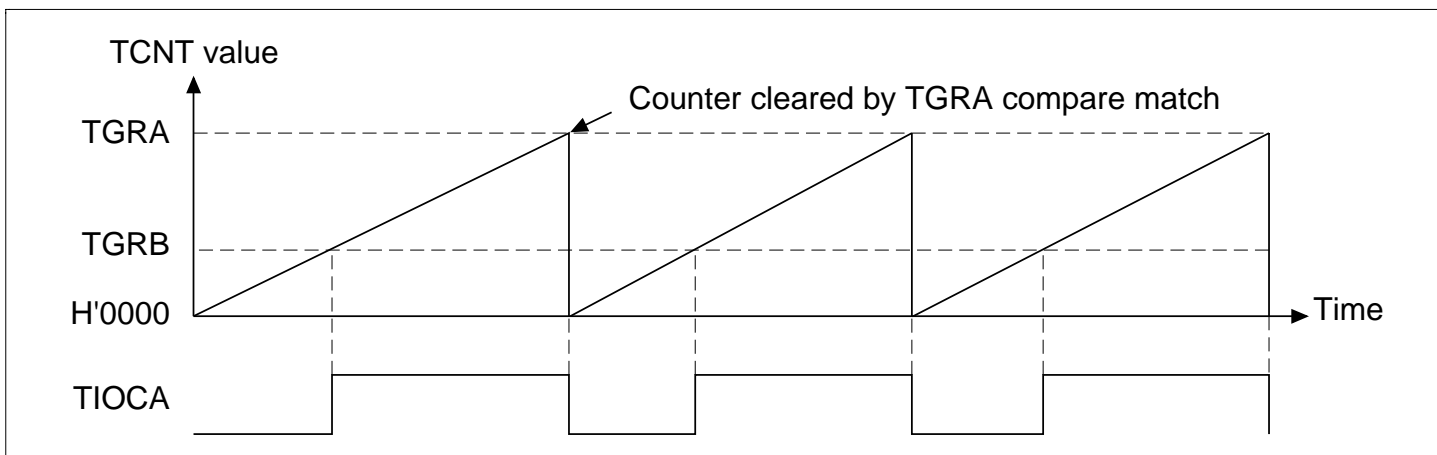 TCNT value
Counter cleared by TGRA compare match
TGRA
TGRB
H'0000
Time
TIOCA